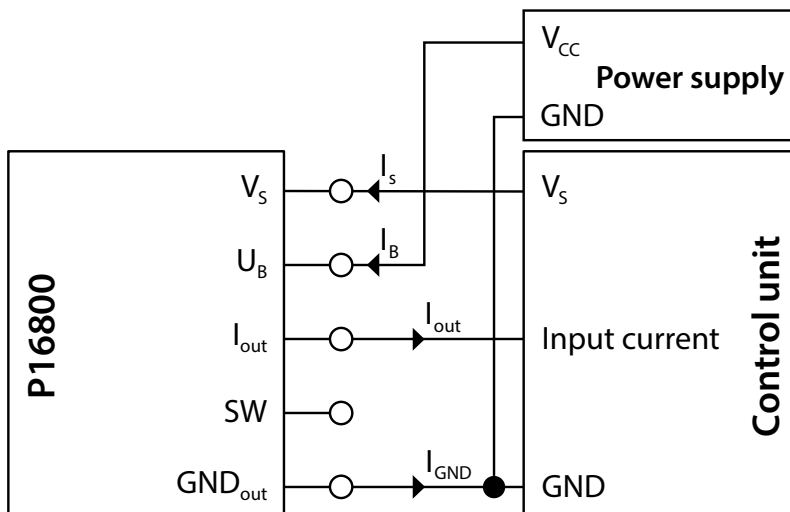 V_CC
Power supply
GND
P16800
V_S
U_B
I_out
SW
GND_out
I_s
I_B
I_out
I_GND
V_S
Input current
GND
Control unit